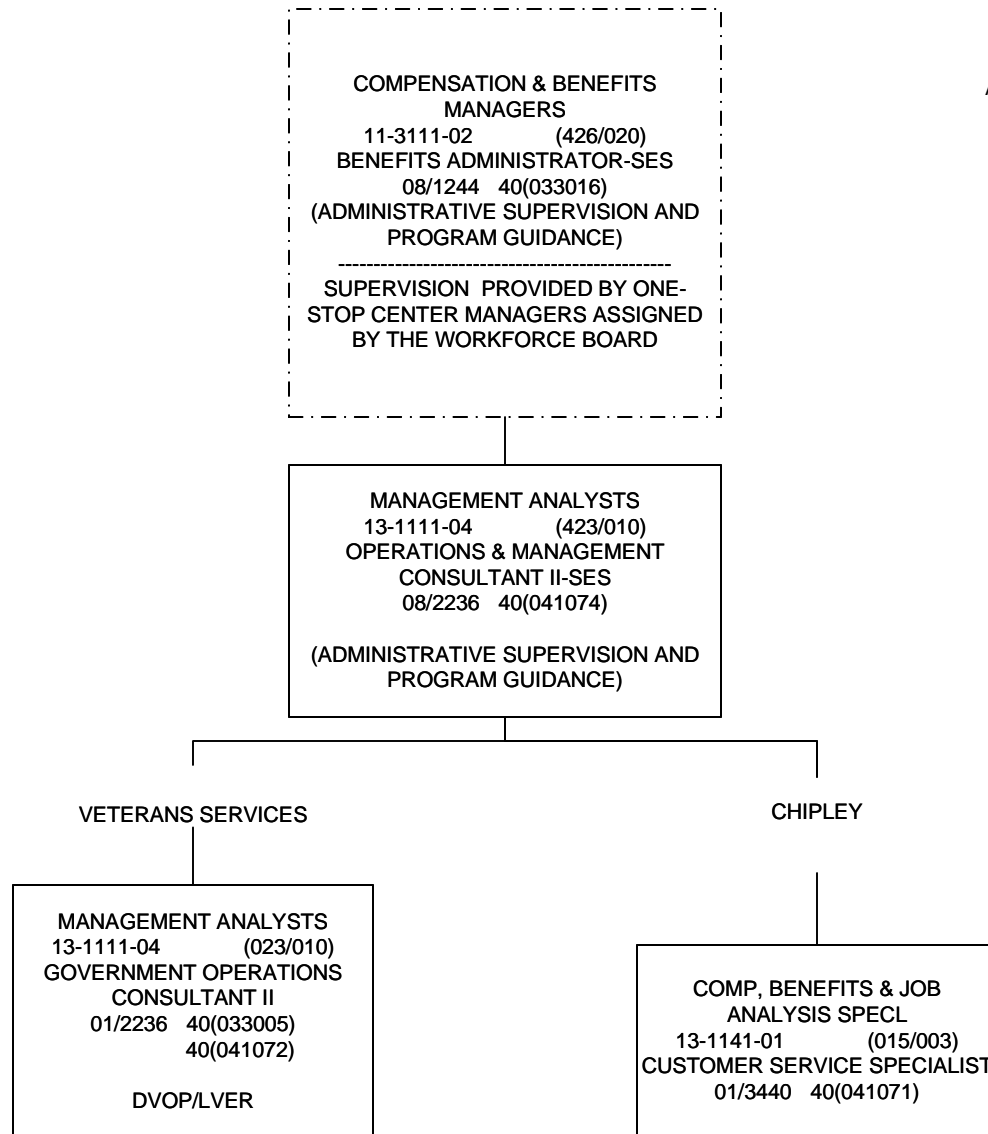 COMPENSATION & BENEFITS
MANAGERS
11-3111-02 (426/020)
BENEFITS ADMINISTRATOR-SES
08/1244 40(033016)
(ADMINISTRATIVE SUPERVISION AND
PROGRAM GUIDANCE)
-----------------------------------------------
SUPERVISION PROVIDED BY ONE-
STOP CENTER MANAGERS ASSIGNED
BY THE WORKFORCE BOARD
MANAGEMENT ANALYSTS
13-1111-04 (423/010)
OPERATIONS & MANAGEMENT
CONSULTANT II-SES
08/2236 40(041074)
(ADMINISTRATIVE SUPERVISION AND
PROGRAM GUIDANCE)
VETERANS SERVICES
CHIPLEY
MANAGEMENT ANALYSTS
13-1111-04 (023/010)
GOVERNMENT OPERATIONS
CONSULTANT II
01/2236 40(033005)
40(041072)
DVOP/LVER
COMP, BENEFITS & JOB
ANALYSIS SPECL
13-1141-01 (015/003)
CUSTOMER SERVICE SPECIALIST
01/3440 40(041071)